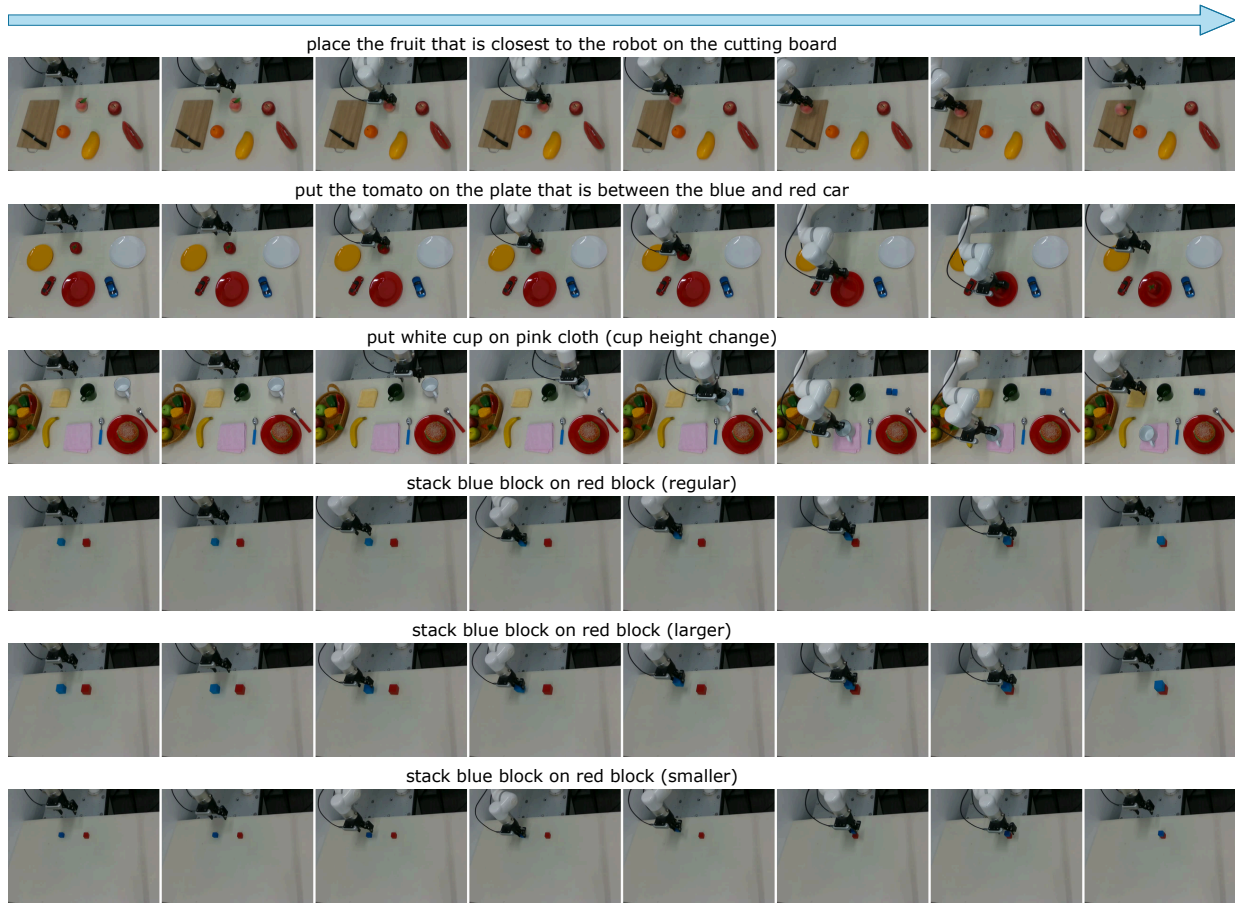 place the fruit that is closest to the robot on the cutting board
put the tomato on the plate that is between the blue and red car
put white cup on pink cloth (cup height change)
stack blue block on red block (regular)
stack blue block on red block (larger)
stack blue block on red block (smaller)